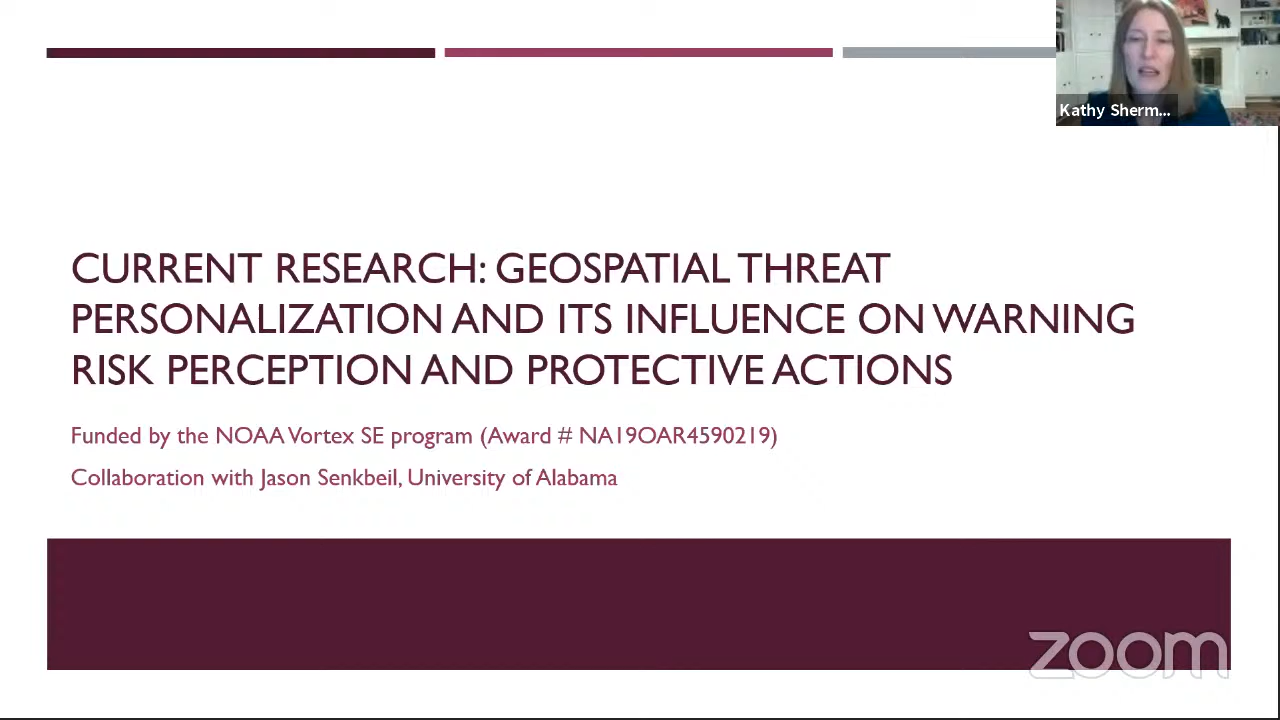 Kathy Sherm...
CURRENT RESEARCH: GEOSPATIAL THREAT
PERSONALIZATION AND ITS INFLUENCE ON WARNING
RISK PERCEPTION AND PROTECTIVE ACTIONS
Funded by the NOAA Vortex SE program (Award # NA19OAR4590219)
Collaboration with Jason Senkbeil, University of Alabama
zoom